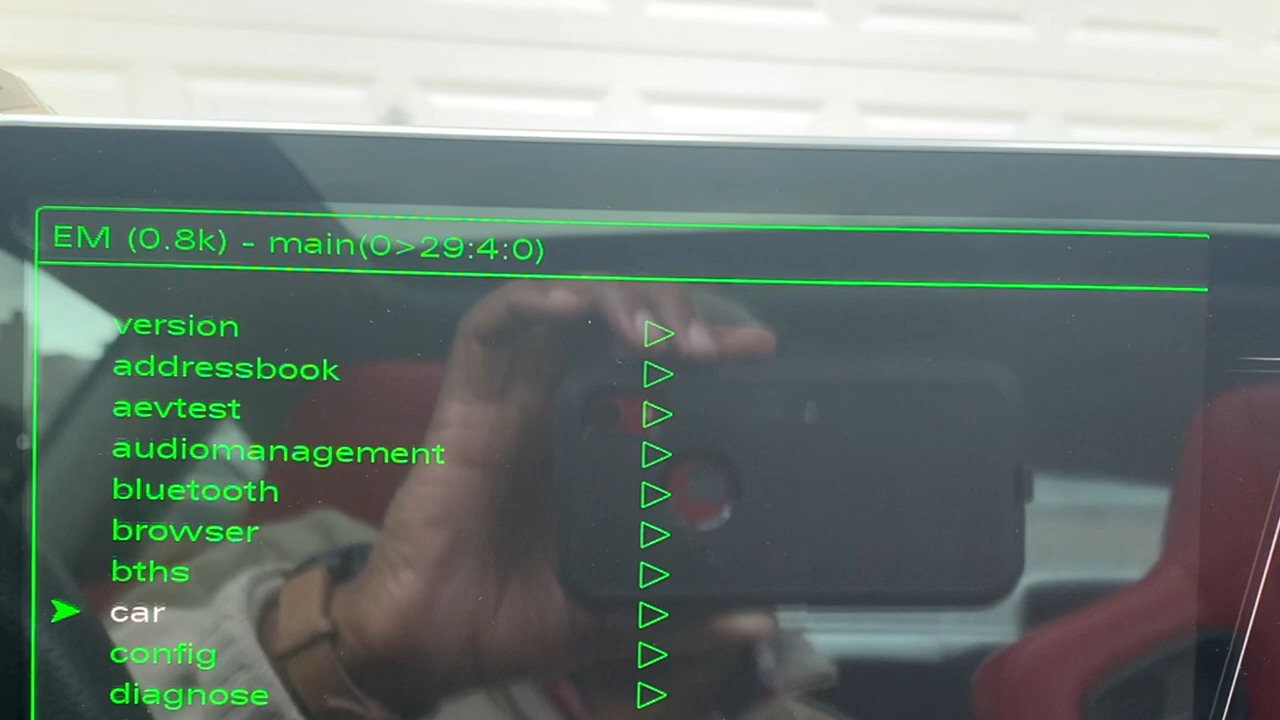 EM (0.8k) - main(0>29:4:0)
version
addressbook
aevtest
audiomanagement
bluetooth
browser
bths
car
config
diagnose